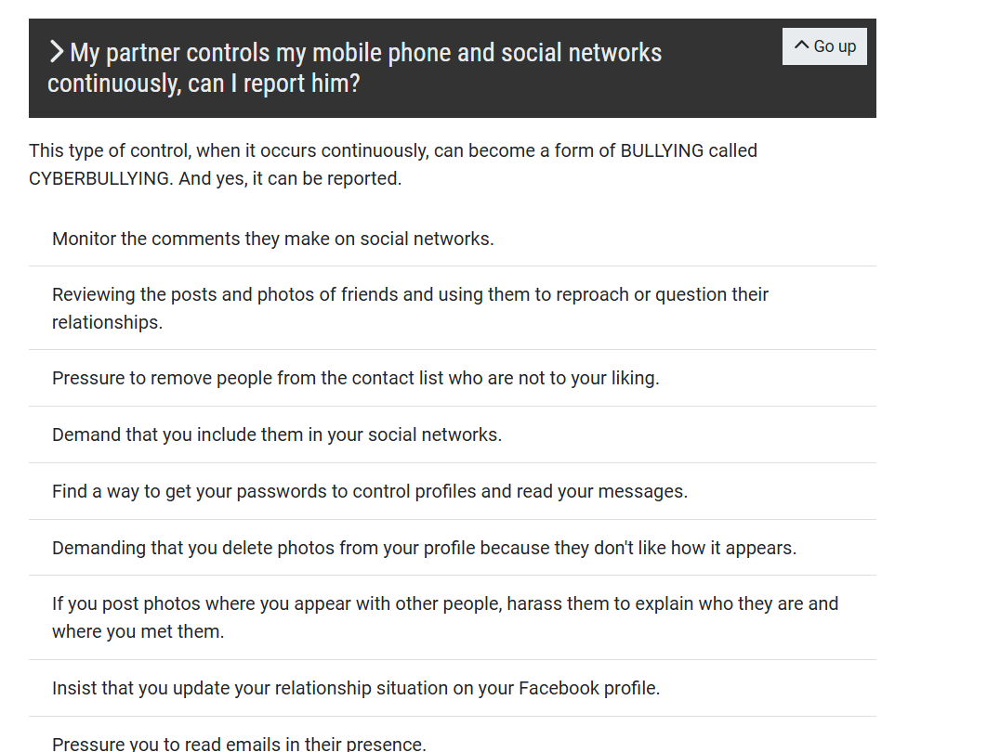 My partner controls my mobile phone and social networks
continuously, can I report him?
Go up
This type of control, when it occurs continuously, can become a form of BULLYING called
CYBERBULLYING. And yes, it can be reported.
Monitor the comments they make on social networks.
Reviewing the posts and photos of friends and using them to reproach or question their
relationships.
Pressure to remove people from the contact list who are not to your liking.
Demand that you include them in your social networks.
Find a way to get your passwords to control profiles and read your messages.
Demanding that you delete photos from your profile because they don't like how it appears.
If you post photos where you appear with other people, harass them to explain who they are and
where you met them.
Insist that you update your relationship situation on your Facebook profile.
Pressure you to read emails in their presence.